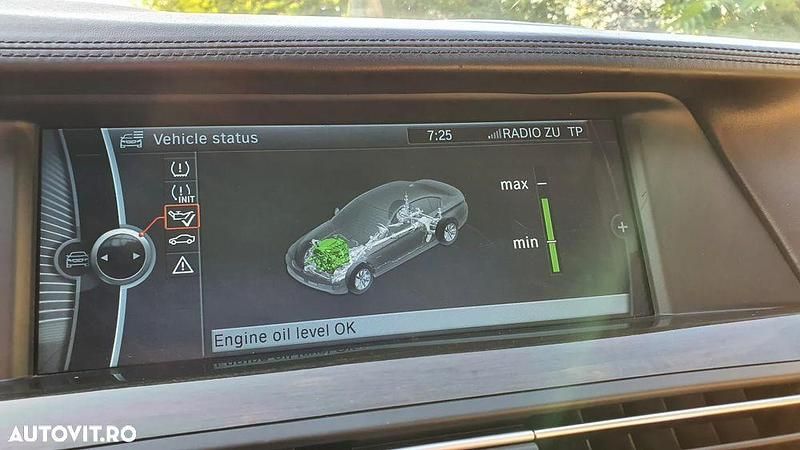 Vehicle status
7:25
RADIO ZU TP
INIT
max
min
Engine oil level OK
AUTOVIT.RO